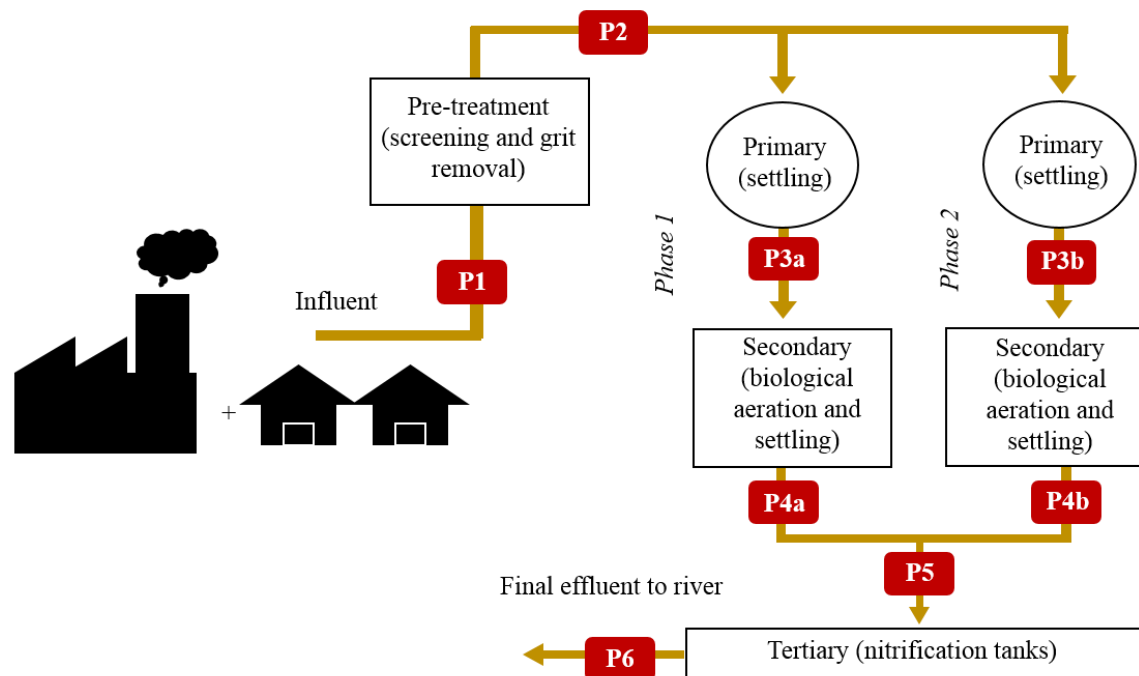 P2
Pre-treatment
(screening and grit
removal)
Primary
(settling)
Primary
(settling)
Phase 1
Phase 2
P3a
P3b
P1
Influent
+
Secondary
(biological
aeration and
settling)
Secondary
(biological
aeration and
settling)
P4a
P4b
P5
Final effluent to river
Tertiary (nitrification tanks)
P6